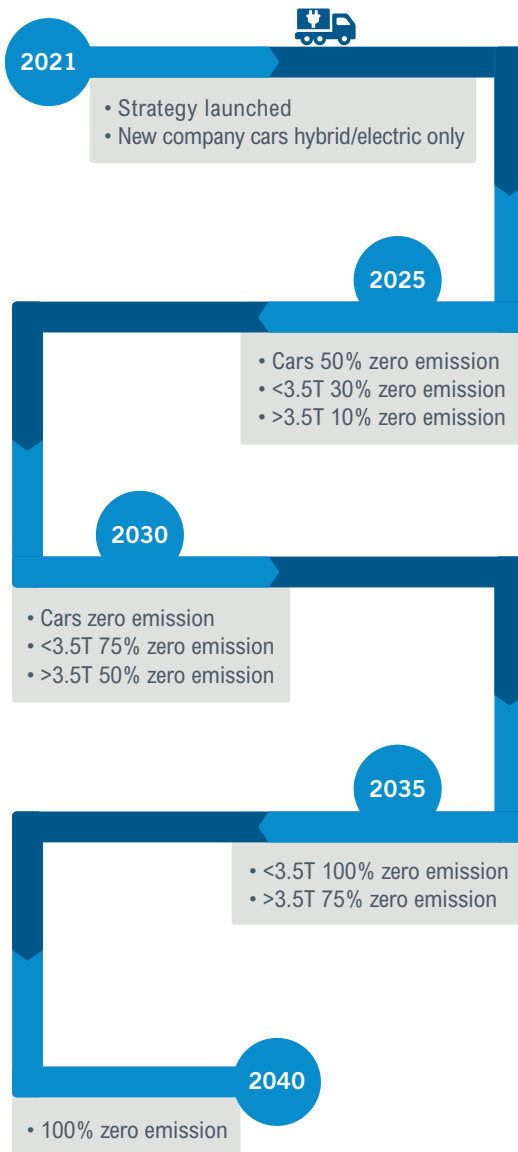 2021
• Strategy launched
• New company cars hybrid/electric only
2025
• Cars 50% zero emission
• <3.5T 30% zero emission
• >3.5T 10% zero emission
2030
• Cars zero emission
• <3.5T 75% zero emission
• >3.5T 50% zero emission
2035
• <3.5T 100% zero emission
• >3.5T 75% zero emission
2040
• 100% zero emission